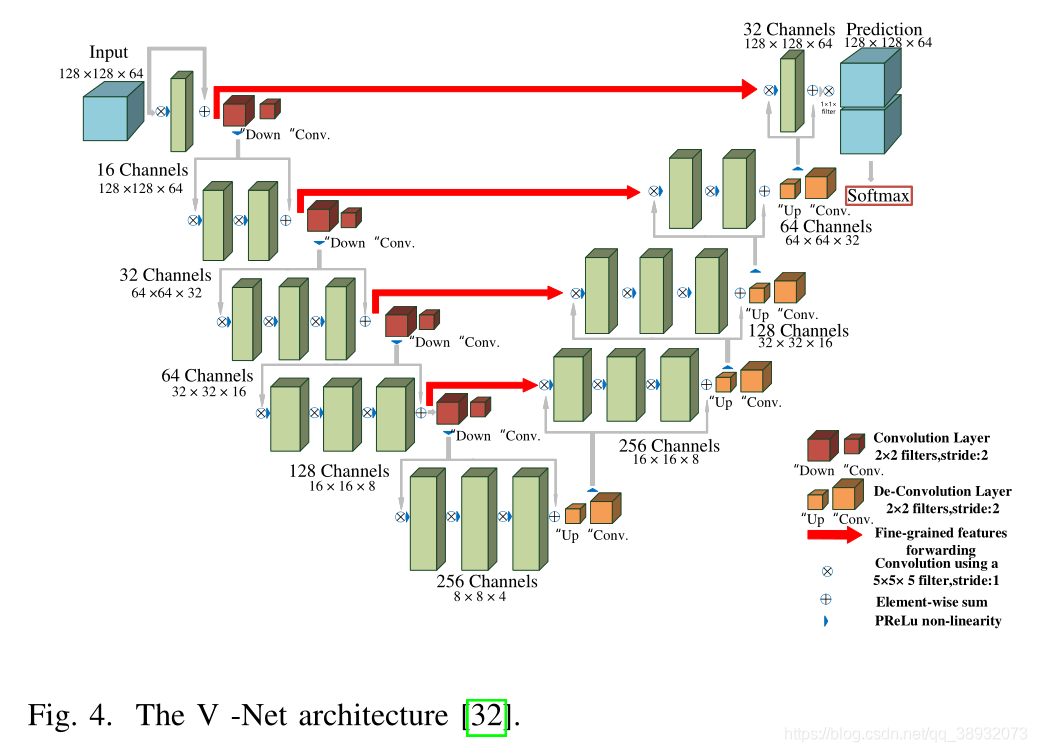 Input
128 ×128 × 64
"Down "Conv.
16 Channels
128 ×128 × 64
"Down "Conv.
32 Channels
64 ×64 × 32
"Down "Conv.
64 Channels
32 × 32 × 16
"Down "Conv.
128 Channels
16 × 16 × 8
256 Channels
8 × 8 × 4
"Up "Conv.
256 Channels
16 × 16 × 8
"Up "Conv.
128 Channels
32 × 32 × 16
"Up "Conv.
64 Channels
64 × 64 × 32
"Up "Conv.
32 Channels
128 × 128 × 64
1×1×
filter
Prediction
128 × 128 × 64
Softmax
Convolution Layer
2×2 filters,stride:2
"Down "Conv.
De-Convolution Layer
2×2 filters,stride:2
"Up "Conv.
Fine-grained features
forwarding
Convolution using a
5×5× 5 filter,stride:1
Element-wise sum
PReLu non-linearity
Fig. 4. The V -Net architecture [32].
https://blog.csdn.net/qq_38932073